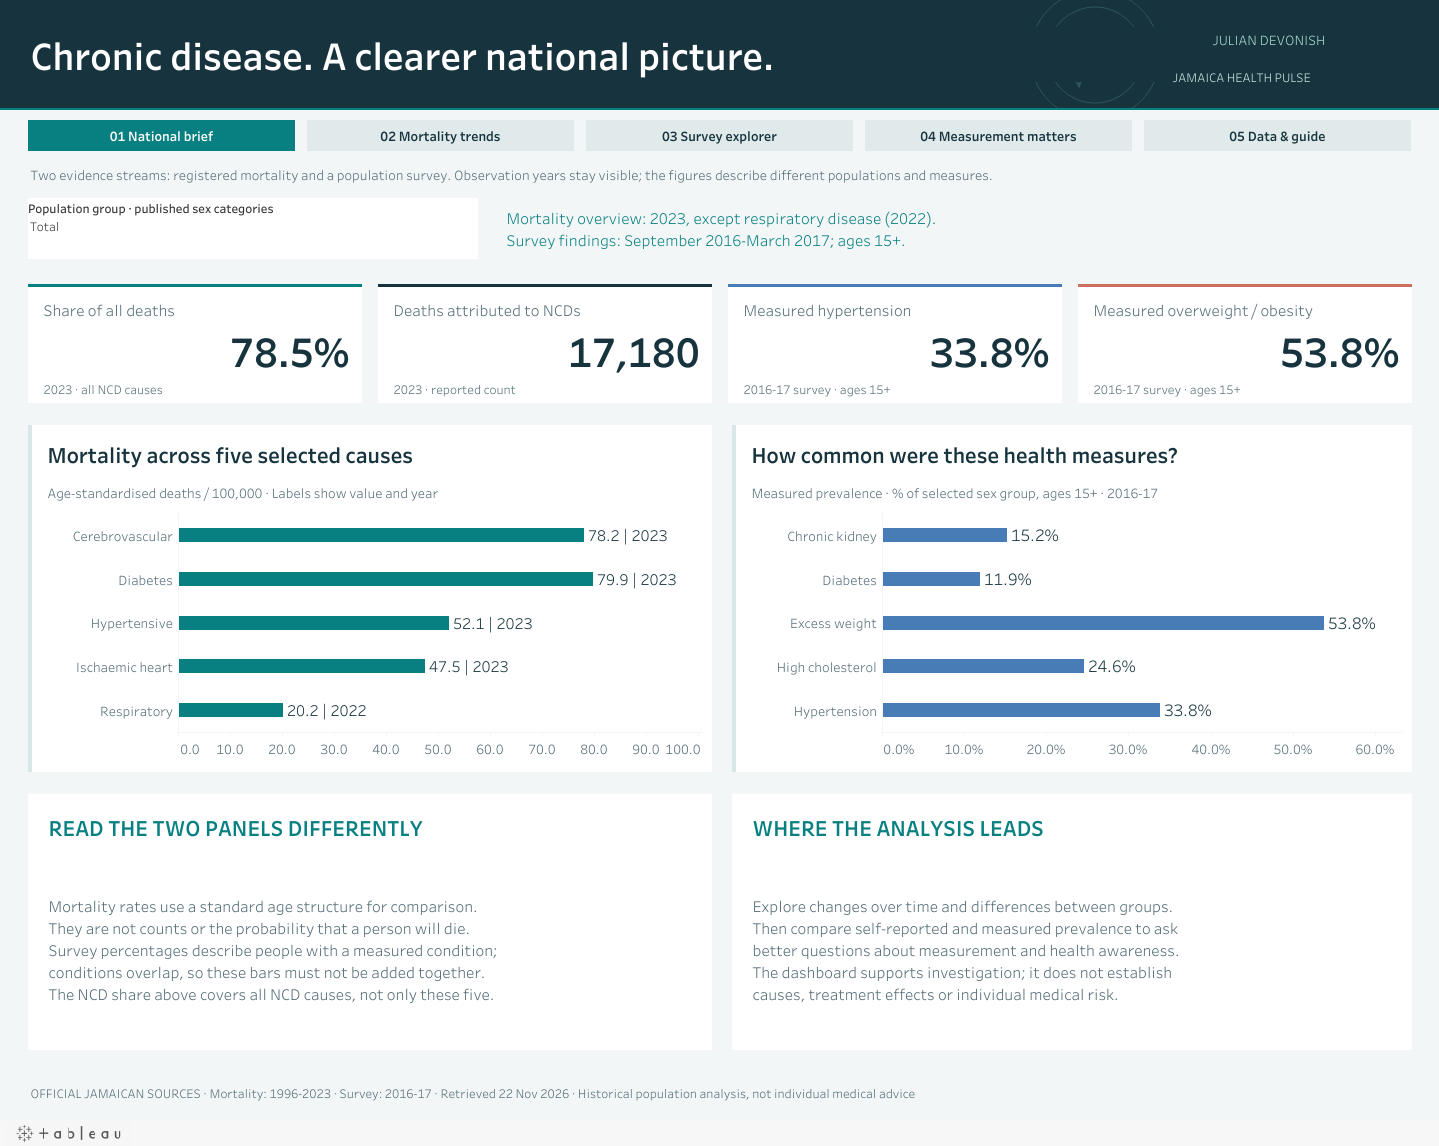 Chronic disease. A clearer national picture.
JULIAN DEVONISH
JAMAICA HEALTH PULSE
01 National brief
02 Mortality trends
03 Survey explorer
04 Measurement matters
05 Data & guide
Two evidence streams: registered mortality and a population survey. Observation years stay visible; the figures describe different populations and measures.
Population group · published sex categories
Total
Mortality overview: 2023, except respiratory disease (2022).
Survey findings: September 2016-March 2017; ages 15+.
Share of all deaths
78.5%
2023 · all NCD causes
Deaths attributed to NCDs
17,180
2023 · reported count
Measured hypertension
33.8%
2016-17 survey · ages 15+
Measured overweight / obesity
53.8%
2016-17 survey · ages 15+
Mortality across five selected causes
Age-standardised deaths / 100,000 · Labels show value and year
Cerebrovascular 78.2 | 2023
Diabetes 79.9 | 2023
Hypertensive 52.1 | 2023
Ischaemic heart 47.5 | 2023
Respiratory 20.2 | 2022
0.0 10.0 20.0 30.0 40.0 50.0 60.0 70.0 80.0 90.0 100.0
How common were these health measures?
Measured prevalence · % of selected sex group, ages 15+ · 2016-17
Chronic kidney 15.2%
Diabetes 11.9%
Excess weight 53.8%
High cholesterol 24.6%
Hypertension 33.8%
0.0% 10.0% 20.0% 30.0% 40.0% 50.0% 60.0%
READ THE TWO PANELS DIFFERENTLY
Mortality rates use a standard age structure for comparison.
They are not counts or the probability that a person will die.
Survey percentages describe people with a measured condition;
conditions overlap, so these bars must not be added together.
The NCD share above covers all NCD causes, not only these five.
WHERE THE ANALYSIS LEADS
Explore changes over time and differences between groups.
Then compare self-reported and measured prevalence to ask
better questions about measurement and health awareness.
The dashboard supports investigation; it does not establish
causes, treatment effects or individual medical risk.
OFFICIAL JAMAICAN SOURCES · Mortality: 1996-2023 · Survey: 2016-17 · Retrieved 22 Nov 2026 · Historical population analysis, not individual medical advice
+ableau